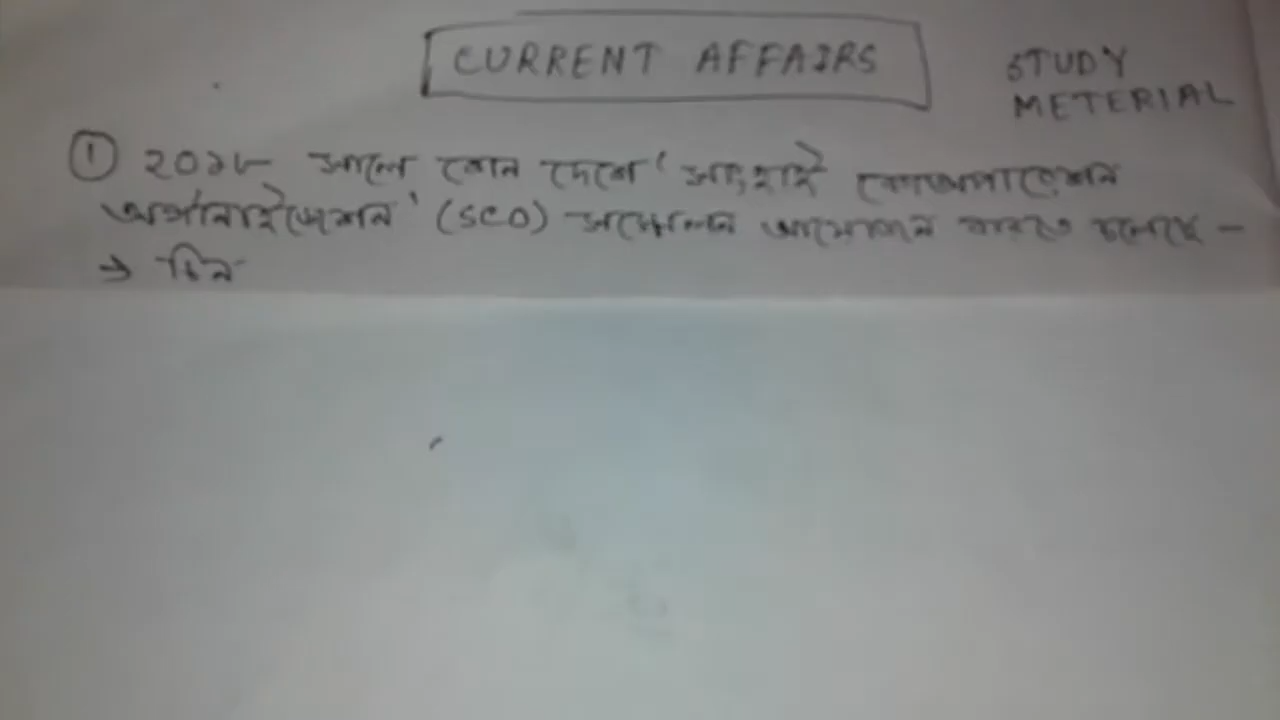 CURRENT AFFAIRS
STUDY
METERIAL
① ২০১৮ সালে কোন দেশে 'সাংহাই কোঅপারেশন
অর্গানাইজেশন' (SCO) সম্মেলন আয়োজন করতে চলেছে -
→ চিন